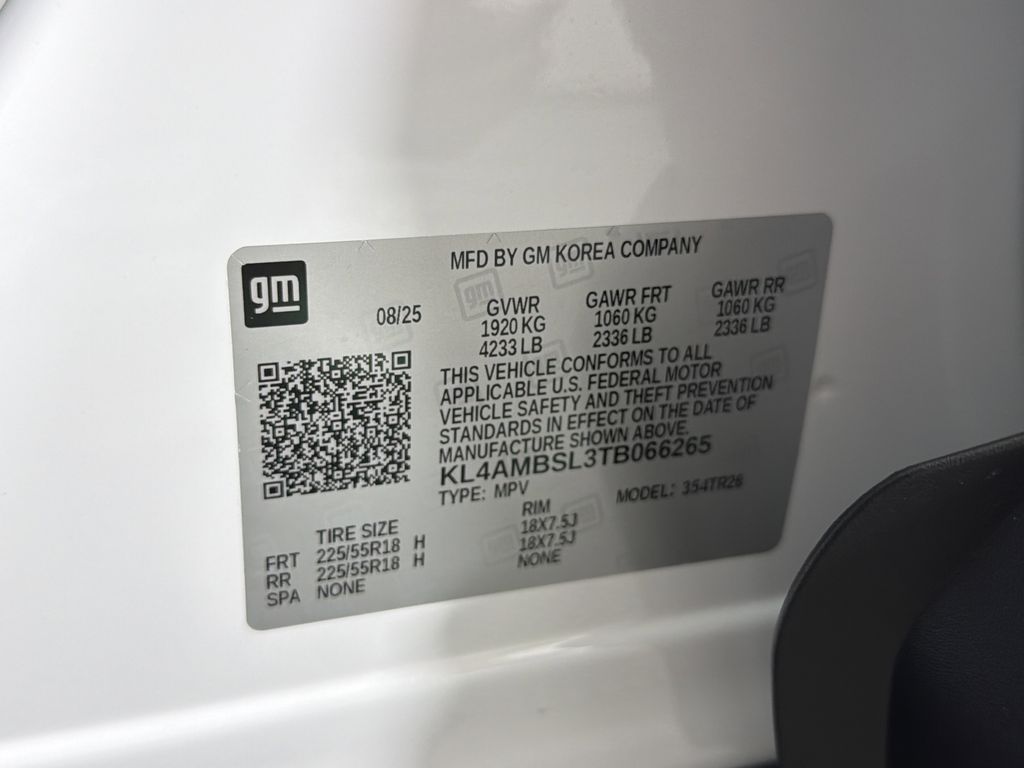 gm
MFD BY GM KOREA COMPANY
08/25
GVWR GAWR FRT GAWR RR
1920 KG 1060 KG 1060 KG
4233 LB 2336 LB 2336 LB
THIS VEHICLE CONFORMS TO ALL
APPLICABLE U.S. FEDERAL MOTOR
VEHICLE SAFETY AND THEFT PREVENTION
STANDARDS IN EFFECT ON THE DATE OF
MANUFACTURE SHOWN ABOVE.
KL4AMBSL3TB066265
TYPE: MPV MODEL: 354TR26
TIRE SIZE RIM
FRT 225/55R18 H 18X7.5J
RR 225/55R18 H 18X7.5J
SPA NONE NONE